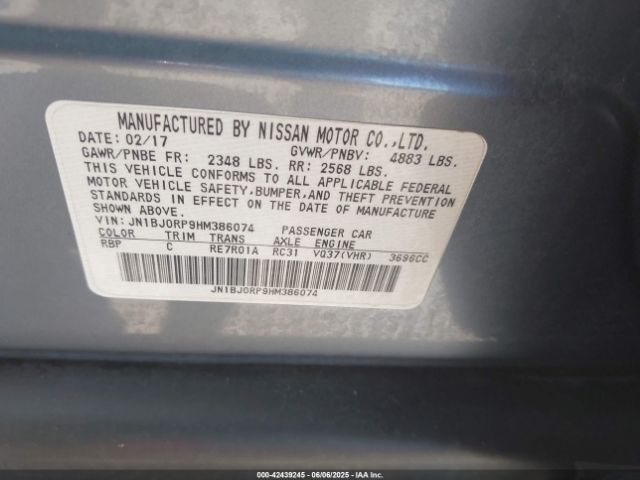 MANUFACTURED BY NISSAN MOTOR CO.,LTD.
DATE: 02/17 GVWR/PNBV: 4883 LBS.
GAWR/PNBE FR: 2348 LBS. RR: 2568 LBS.
THIS VEHICLE CONFORMS TO ALL APPLICABLE FEDERAL
MOTOR VEHICLE SAFETY,BUMPER,AND THEFT PREVENTION
STANDARDS IN EFFECT ON THE DATE OF MANUFACTURE
SHOWN ABOVE.
VIN: JN1BJ0RP9HM386074 PASSENGER CAR
COLOR TRIM TRANS AXLE ENGINE
RBP C RE7R01A RC31 VQ37(VHR) 3696CC
JN1BJ0RP9HM386074
000-42439245 - 06/06/2025 - IAA Inc.